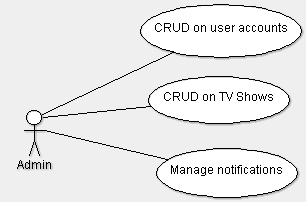 CRUD on user accounts
CRUD on TV Shows
Admin
Manage notifications